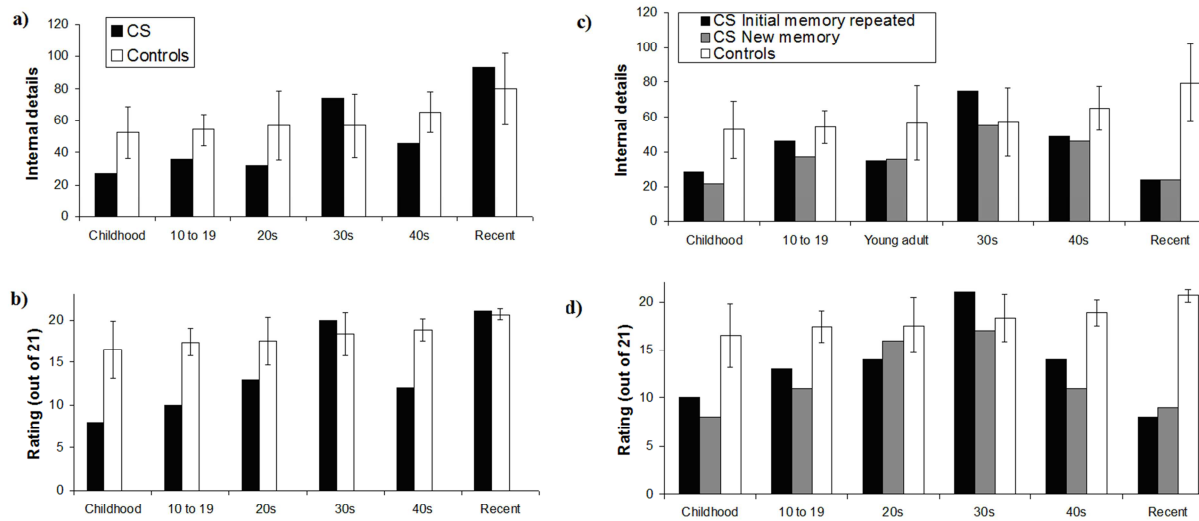 a)
CS
Controls
Internal details
120
100
80
60
40
20
0
Childhood 10 to 19 20s 30s 40s Recent
b)
Rating (out of 21)
20
15
10
5
0
Childhood 10 to 19 20s 30s 40s Recent
c)
CS Initial memory repeated
CS New memory
Controls
Internal details
120
100
80
60
40
20
0
Childhood 10 to 19 Young adult 30s 40s Recent
d)
Rating (out of 21)
20
15
10
5
0
Childhood 10 to 19 20s 30s 40s Recent